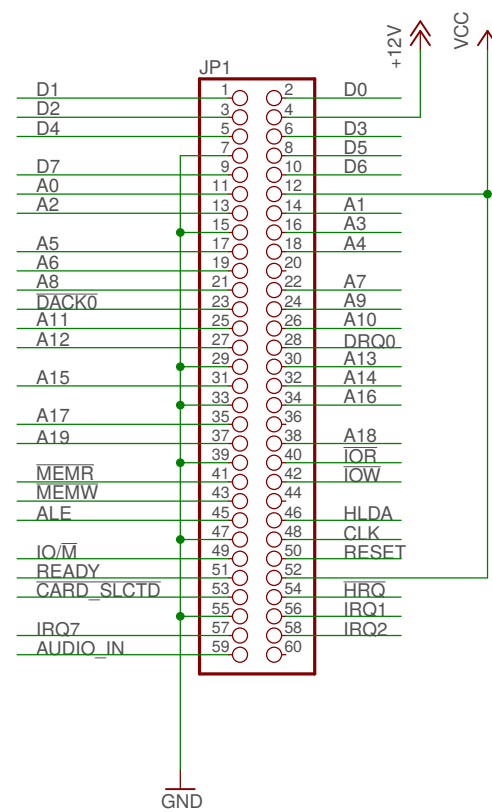 +12V
VCC
JP1
D1 1 2 D0
D2 3 4
D4 5 6 D3
7 8 D5
D7 9 10 D6
A0 11 12
A2 13 14 A1
15 16 A3
A5 17 18 A4
A6 19 20
A8 21 22 A7
DACK0 23 24 A9
A11 25 26 A10
A12 27 28 DRQ0
29 30 A13
A15 31 32 A14
33 34 A16
A17 35 36
A19 37 38 A18
39 40 IOR
MEMR 41 42 IOW
MEMW 43 44
ALE 45 46 HLDA
47 48 CLK
IO/M 49 50 RESET
READY 51 52
CARD_SLCTD 53 54 HRQ
55 56 IRQ1
IRQ7 57 58 IRQ2
AUDIO_IN 59 60
GND